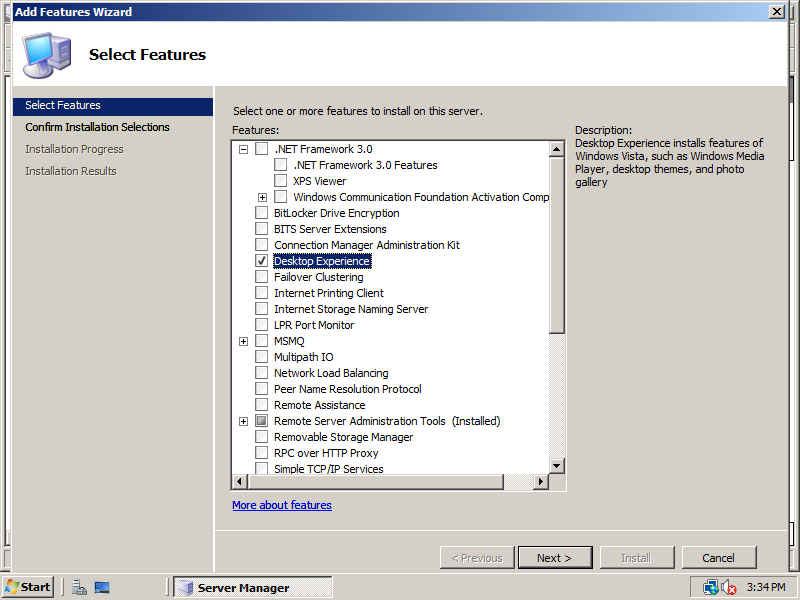 Add Features Wizard
Select Features
Select Features
Confirm Installation Selections
Installation Progress
Installation Results
Select one or more features to install on this server.
Features:
.NET Framework 3.0
.NET Framework 3.0 Features
XPS Viewer
Windows Communication Foundation Activation Comp
BitLocker Drive Encryption
BITS Server Extensions
Connection Manager Administration Kit
Desktop Experience
Failover Clustering
Internet Printing Client
Internet Storage Naming Server
LPR Port Monitor
MSMQ
Multipath IO
Network Load Balancing
Peer Name Resolution Protocol
Remote Assistance
Remote Server Administration Tools (Installed)
Removable Storage Manager
RPC over HTTP Proxy
Simple TCP/IP Services
More about features
Description:
Desktop Experience installs features of
Windows Vista, such as Windows Media
Player, desktop themes, and photo
gallery
< Previous
Next >
Install
Cancel
Start
Server Manager
3:34 PM